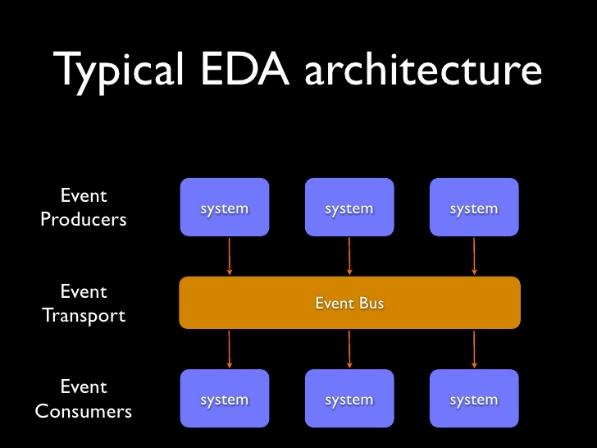 Typical EDA architecture
Event
Producers
system
system
system
Event
Transport
Event Bus
Event
Consumers
system
system
system